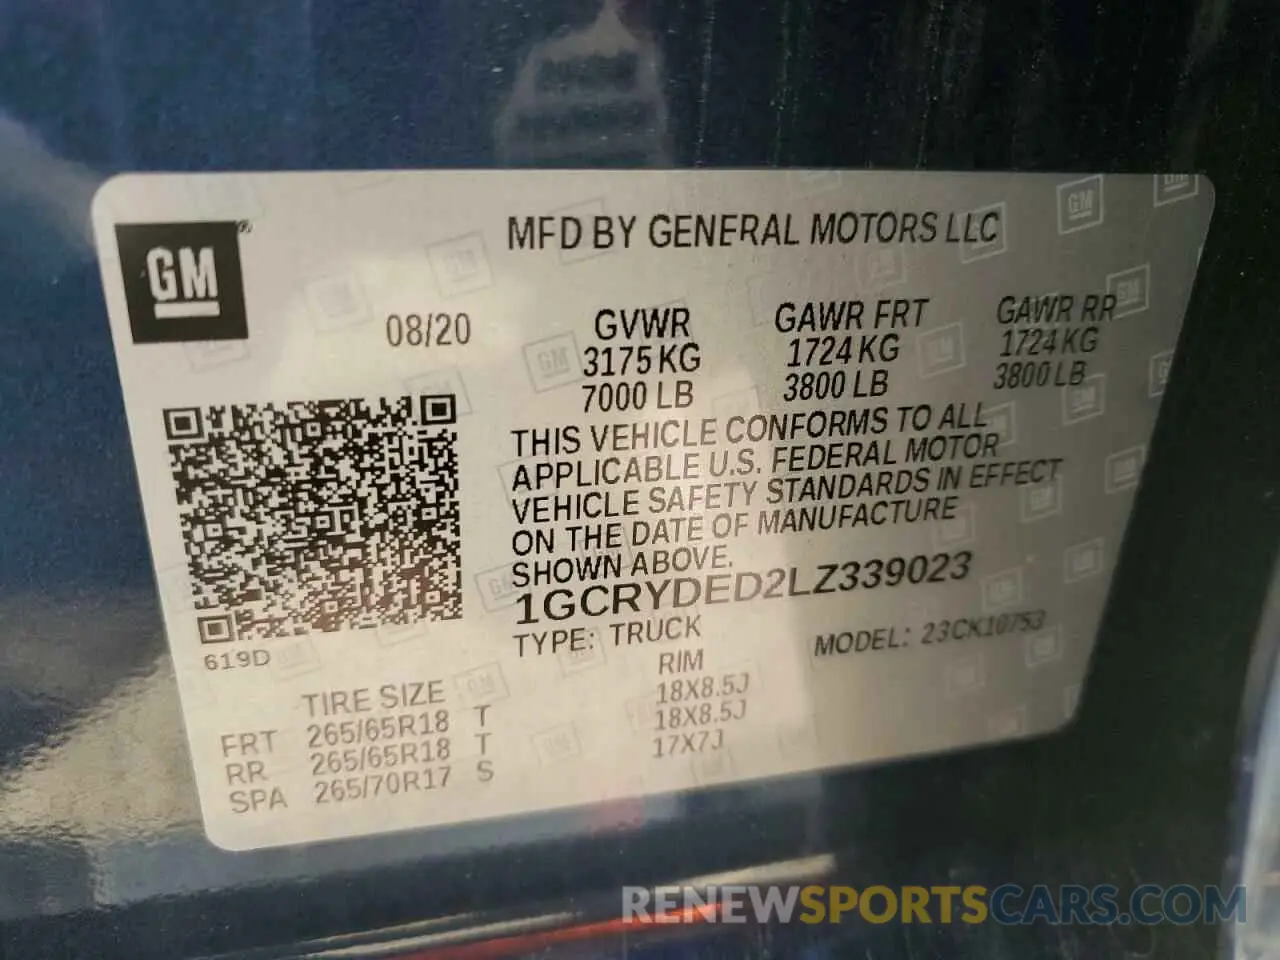 GM
MFD BY GENERAL MOTORS LLC
08/20
GVWR GAWR FRT GAWR RR
3175 KG 1724 KG 1724 KG
7000 LB 3800 LB 3800 LB
THIS VEHICLE CONFORMS TO ALL
APPLICABLE U.S. FEDERAL MOTOR
VEHICLE SAFETY STANDARDS IN EFFECT
ON THE DATE OF MANUFACTURE
SHOWN ABOVE.
1GCRYDED2LZ339023
TYPE: TRUCK MODEL: 23CK10753
619D
TIRE SIZE RIM
FRT 265/65R18 T 18X8.5J
RR 265/65R18 T 18X8.5J
SPA 265/70R17 S 17X7J
RENEWSPORTSCARS.COM